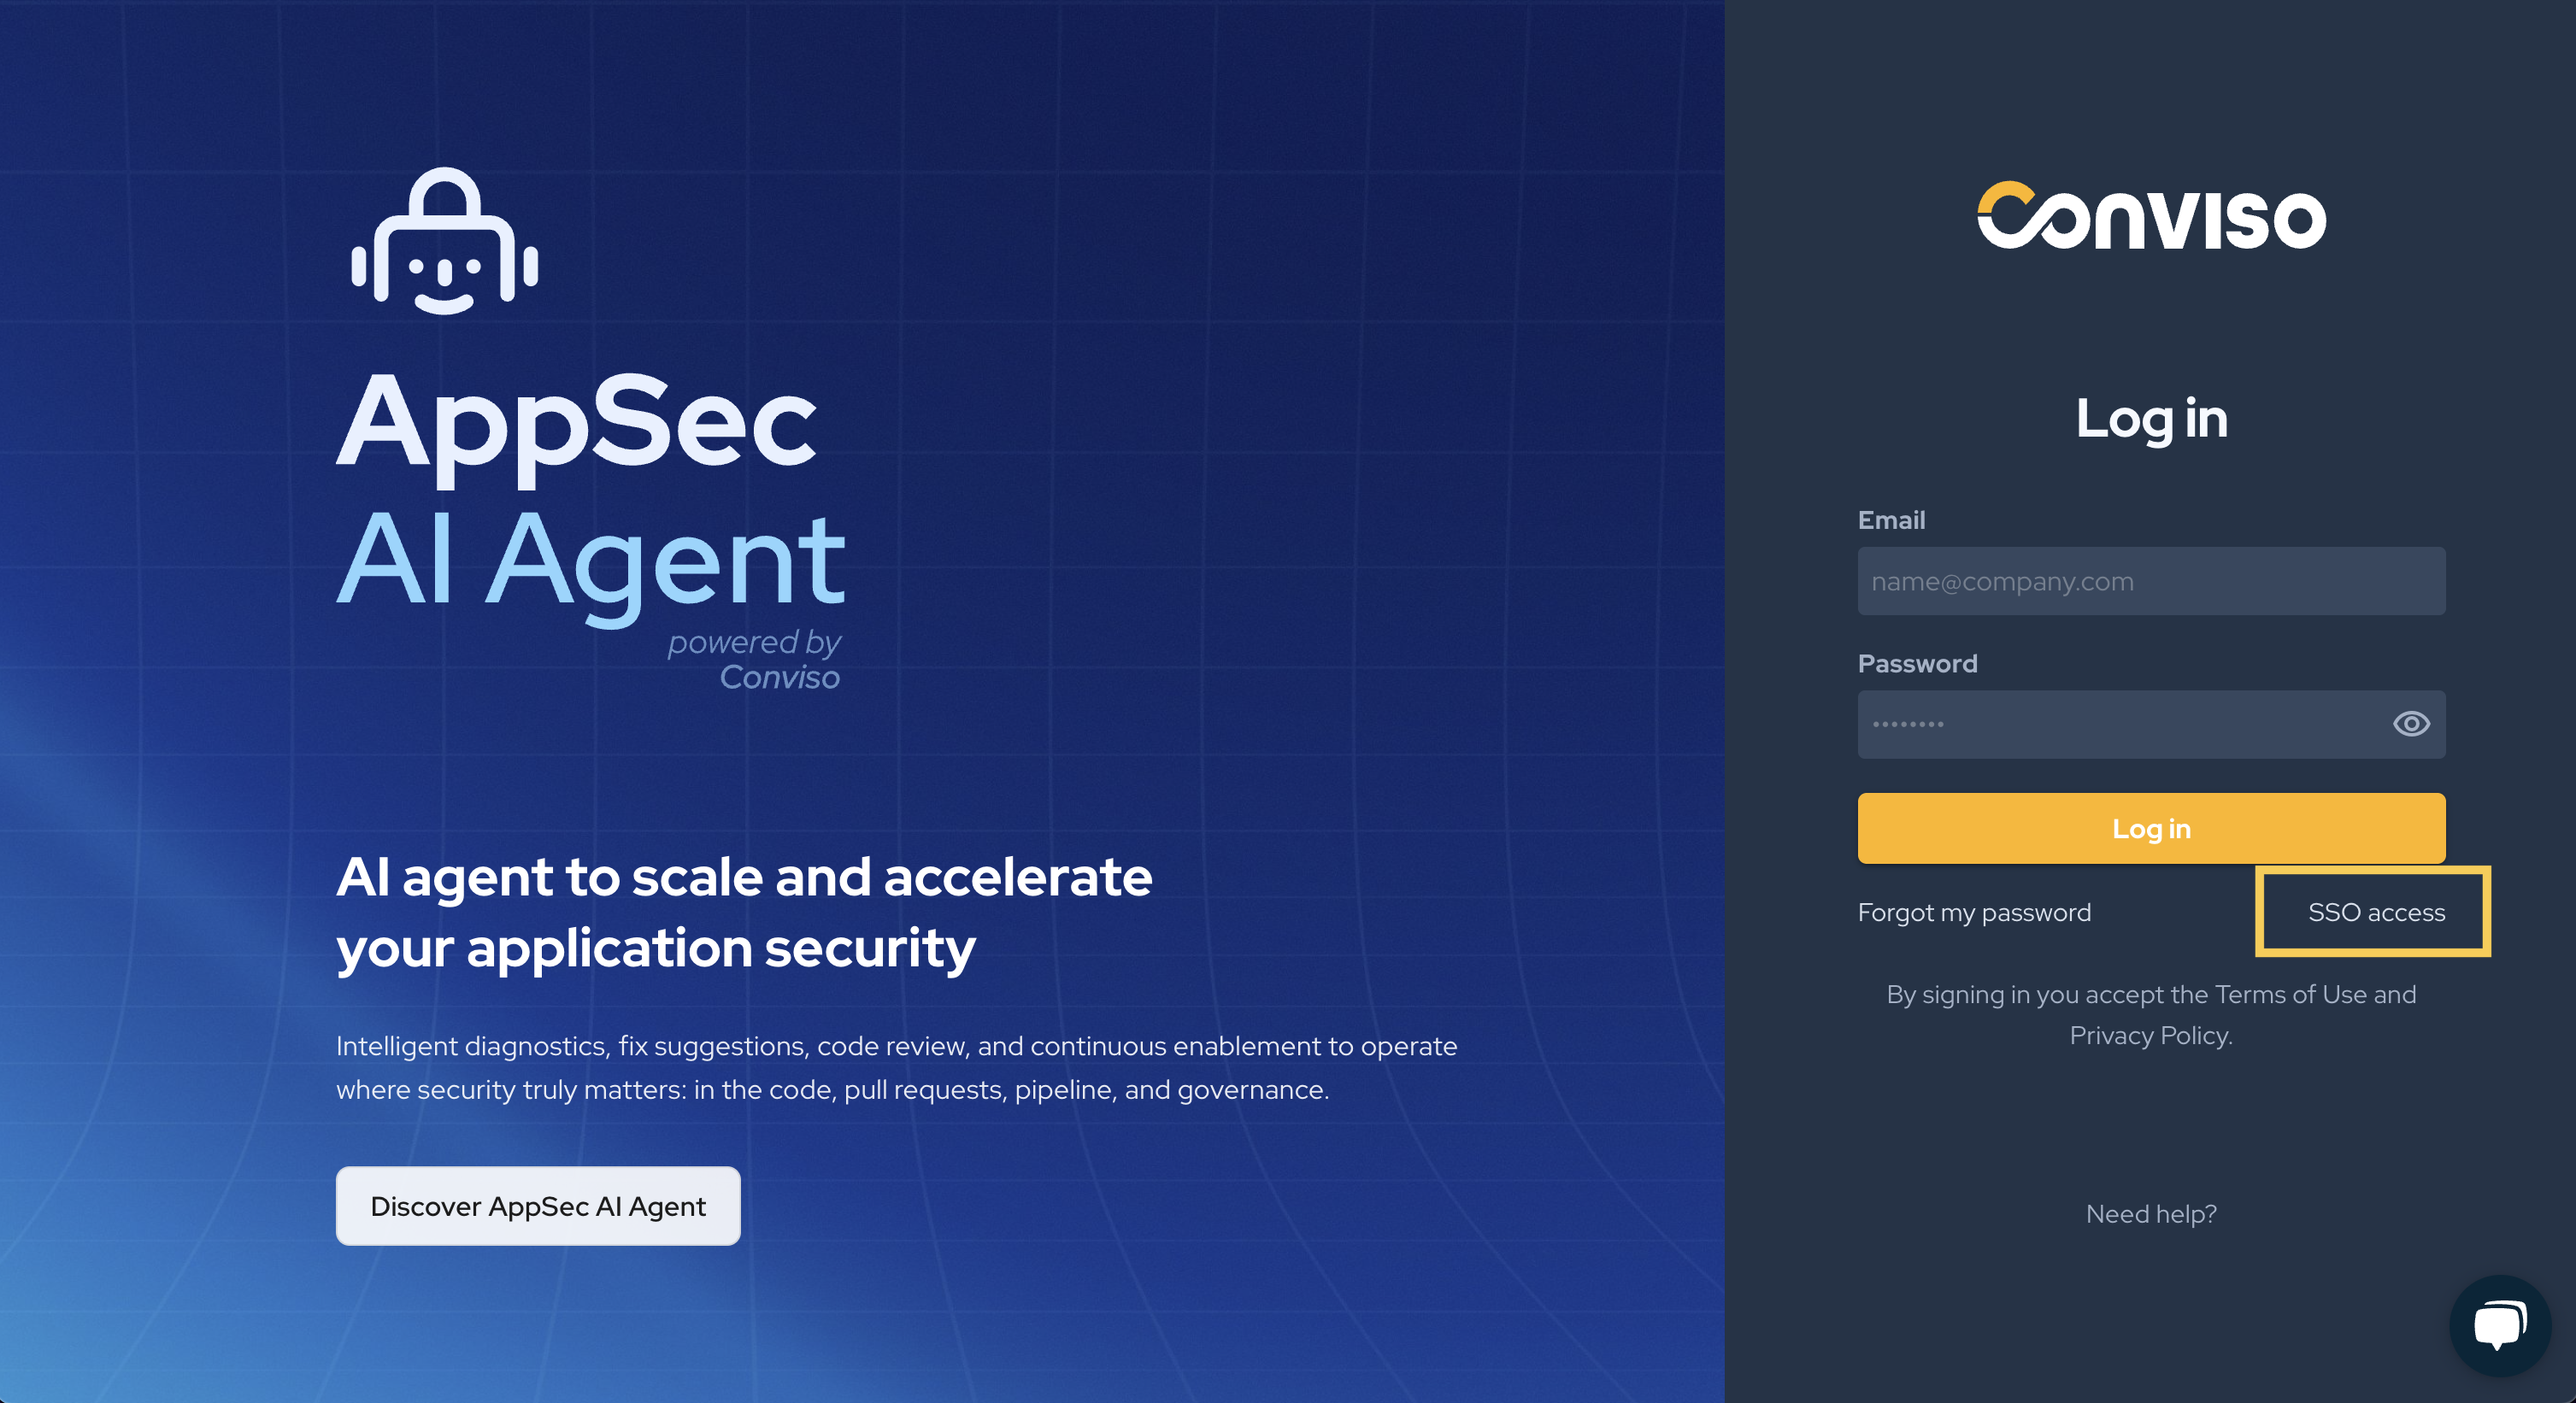 AppSec
AI Agent
powered by
Conviso
AI agent to scale and accelerate
your application security
Intelligent diagnostics, fix suggestions, code review, and continuous enablement to operate
where security truly matters: in the code, pull requests, pipeline, and governance.
Discover AppSec AI Agent
Conviso
Log in
Email
name@company.com
Password
••••••••
Log in
Forgot my password SSO access
By signing in you accept the Terms of Use and
Privacy Policy.
Need help?